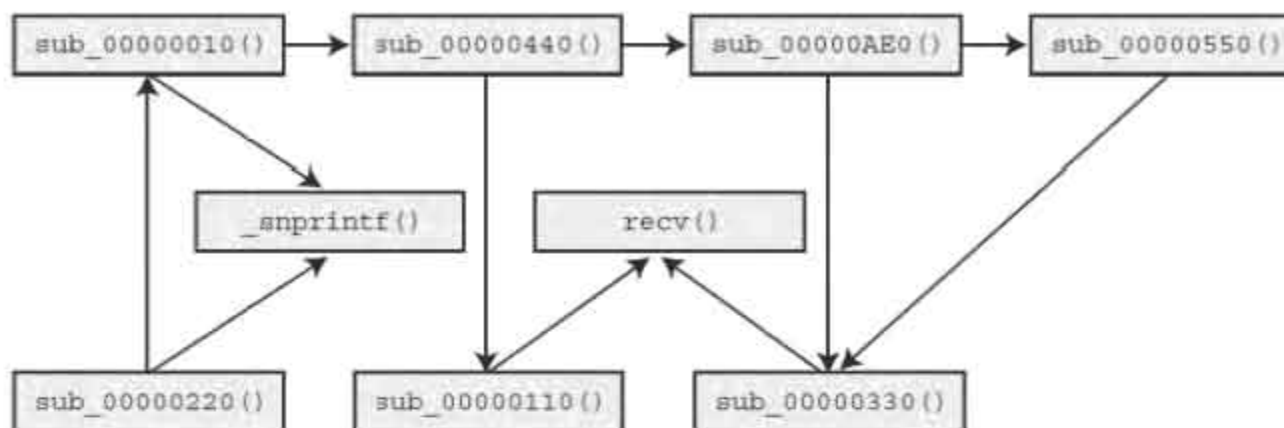 sub_00000010()
sub_00000440()
sub_00000AE0()
sub_00000550()
_snprintf()
recv()
sub_00000220()
sub_00000110()
sub_00000330()